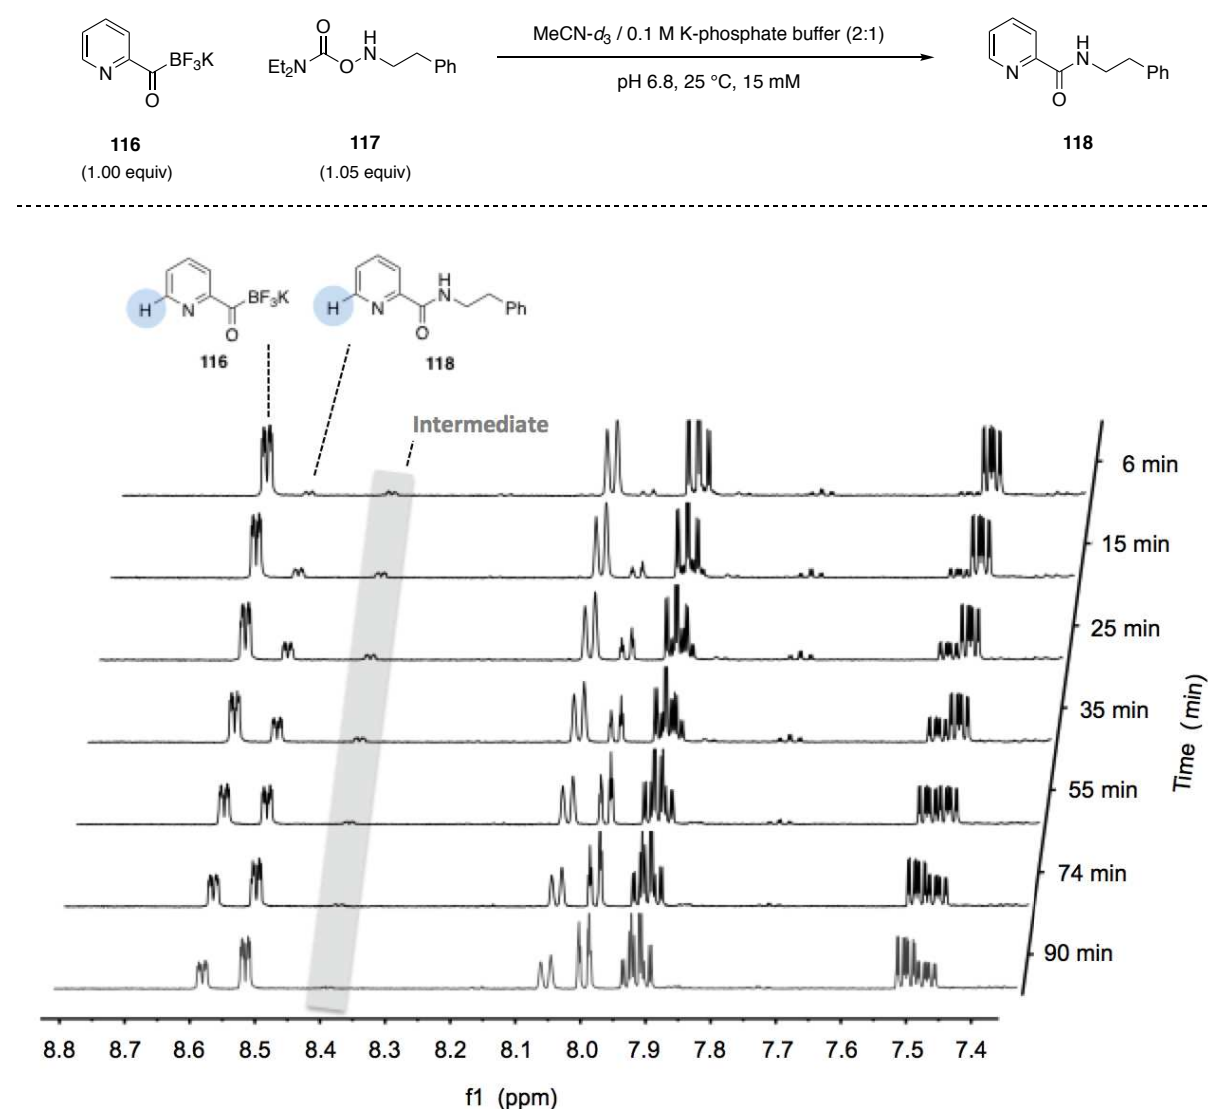 N
BF₃K
O
116
(1.00 equiv)
O
Et₂N
O
H
N
Ph
117
(1.05 equiv)
MeCN-d₃ / 0.1 M K-phosphate buffer (2:1)
pH 6.8, 25 °C, 15 mM
N
O
H
N
Ph
118
H
N
BF₃K
O
116
H
N
O
H
N
Ph
118
Intermediate
6 min
15 min
25 min
35 min
55 min
74 min
90 min
Time (min)
8.8 8.7 8.6 8.5 8.4 8.3 8.2 8.1 8.0 7.9 7.8 7.7 7.6 7.5 7.4
f1 (ppm)